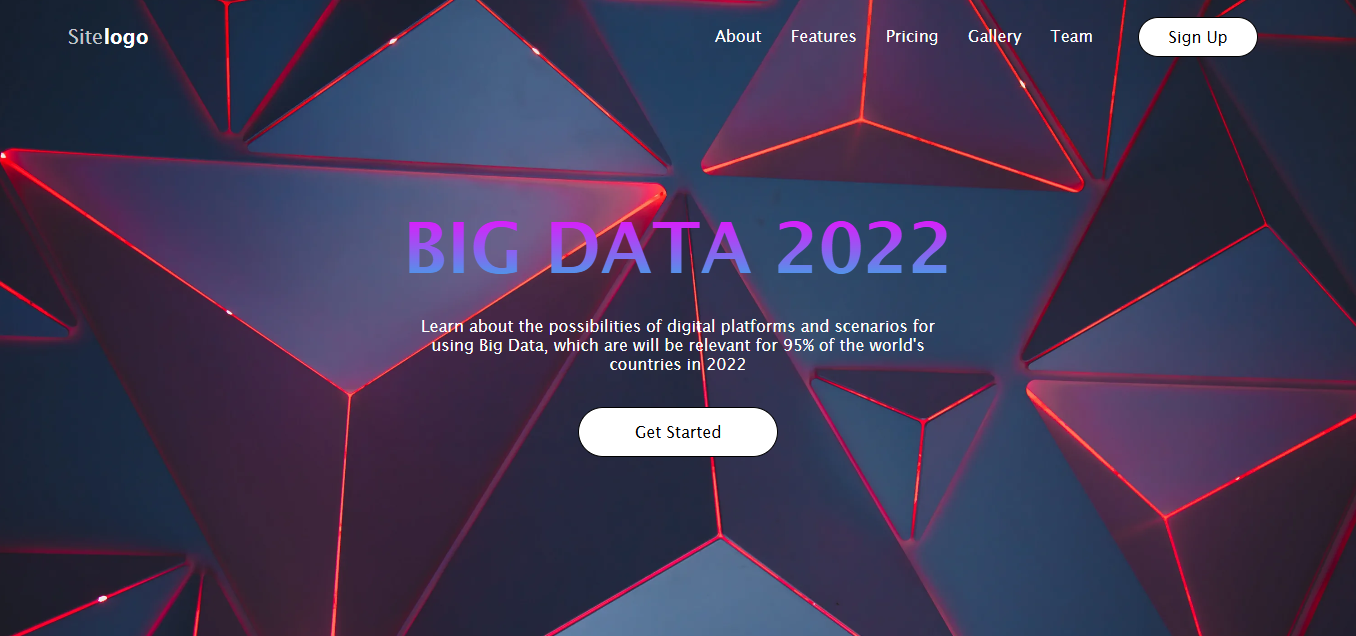 Sitelogo
About Features Pricing Gallery Team Sign Up
BIG DATA 2022
Learn about the possibilities of digital platforms and scenarios for
using Big Data, which are will be relevant for 95% of the world's
countries in 2022
Get Started